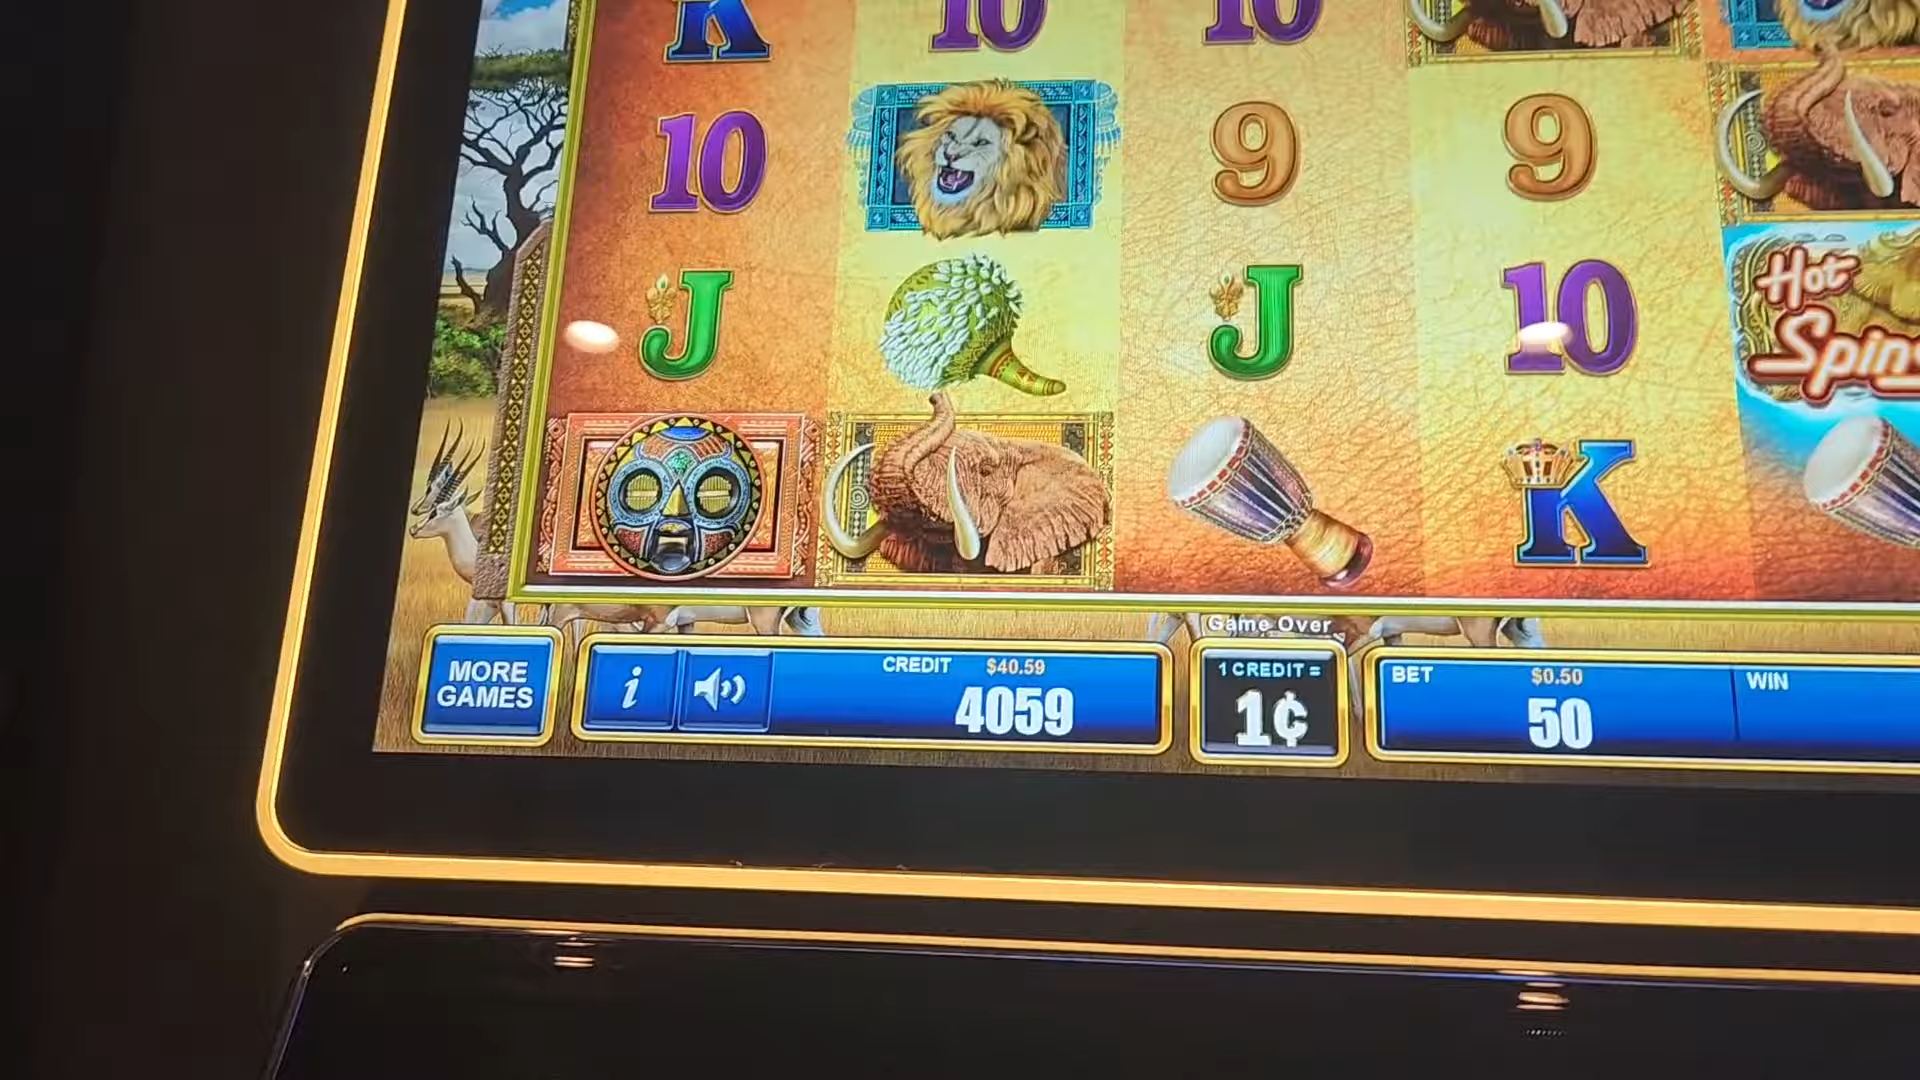 K 10 10
10 9 9
J J 10 Hot
Spins
K
Game Over
MORE
GAMES
i
CREDIT $40.59
4059
1 CREDIT =
1¢
BET $0.50
50
WIN